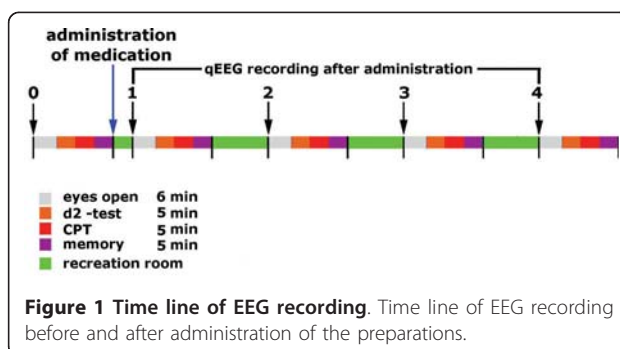 administration
of medication
qEEG recording after administration
0 1 2 3 4
eyes open 6 min
d2 -test 5 min
CPT 5 min
memory 5 min
recreation room
Figure 1 Time line of EEG recording. Time line of EEG recording
before and after administration of the preparations.